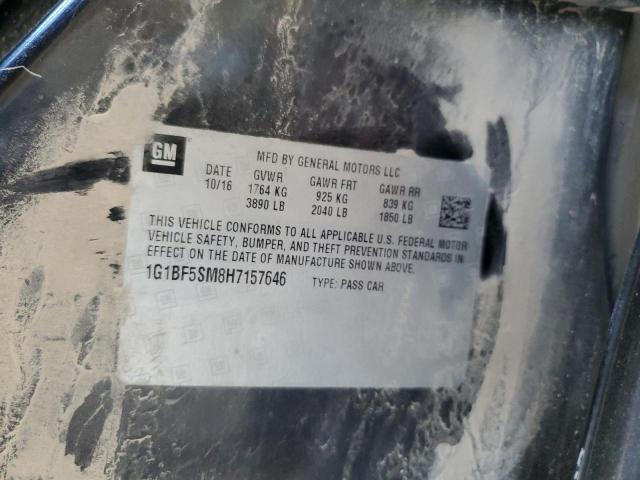 GM
MFD BY GENERAL MOTORS LLC
DATE GVWR GAWR FRT GAWR RR
10/16 1764 KG 925 KG 839 KG
3890 LB 2040 LB 1850 LB
THIS VEHICLE CONFORMS TO ALL APPLICABLE U.S. FEDERAL MOTOR
VEHICLE SAFETY, BUMPER, AND THEFT PREVENTION STANDARDS IN
EFFECT ON THE DATE OF MANUFACTURE SHOWN ABOVE.
1G1BF5SM8H7157646 TYPE: PASS CAR